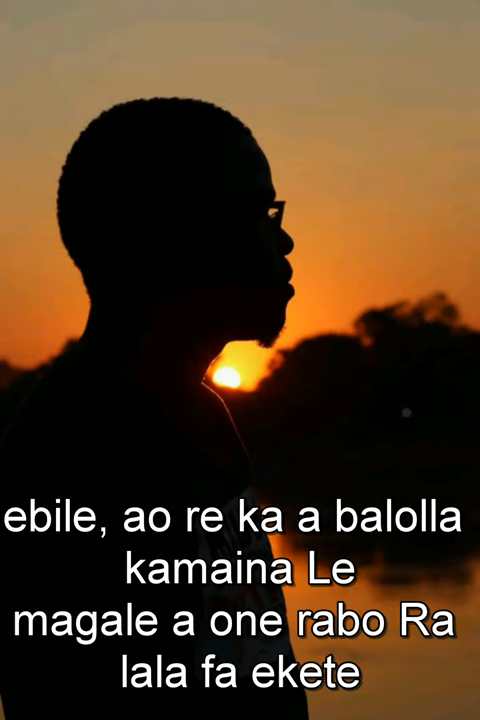 ebile, ao re ka a balolla
kamaina Le
magale a one rabo Ra
lala fa ekete